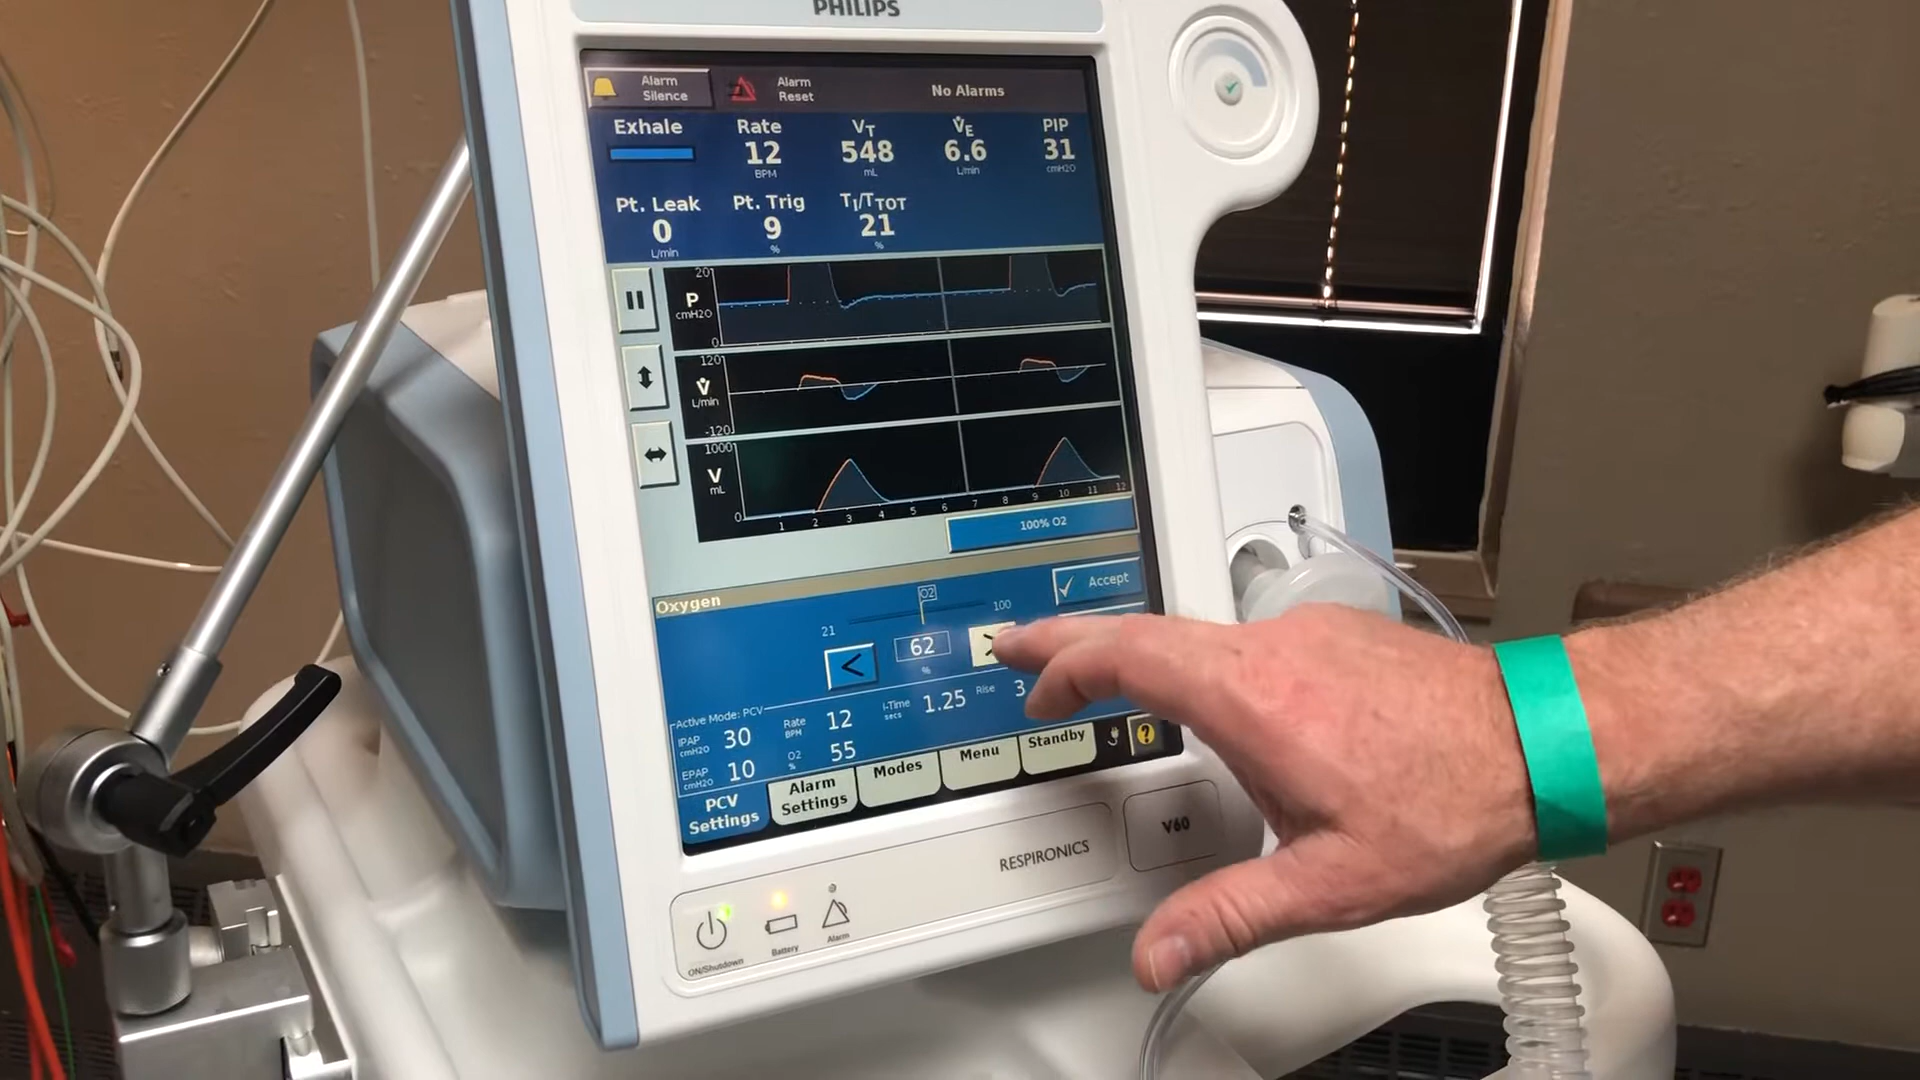 PHILIPS
Alarm Silence
Alarm Reset
No Alarms
Exhale
Rate
12
BPM
VT
548
mL
V̇E
6.6
L/min
PIP
31
cmH2O
Pt. Leak
0
L/min
Pt. Trig
9
%
TI/TTOT
21
%
20
P
cmH2O
0
120
V̇
L/min
-120
1000
V
mL
0
1 2 3 4 5 6 7 8 9 10 11 12
100% O2
Oxygen
Accept
O2
21
100
<
62
%
Active Mode: PCV
IPAP cmH2O 30
Rate BPM 12
I-Time secs 1.25
Rise 3
EPAP cmH2O 10
O2 % 55
PCV Settings
Alarm Settings
Modes
Menu
Standby
?
RESPIRONICS
V60
ON/Shutdown
Battery
Alarm